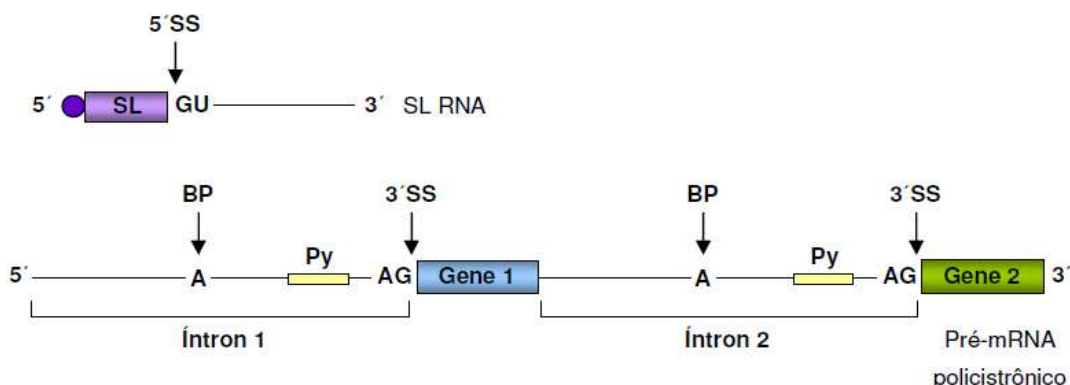 5´SS
5´ SL GU 3´ SL RNA
BP 3´SS BP 3´SS
5´ A Py AG Gene 1 A Py AG Gene 2 3´
Íntron 1 Íntron 2 Pré-mRNA
policistrônico